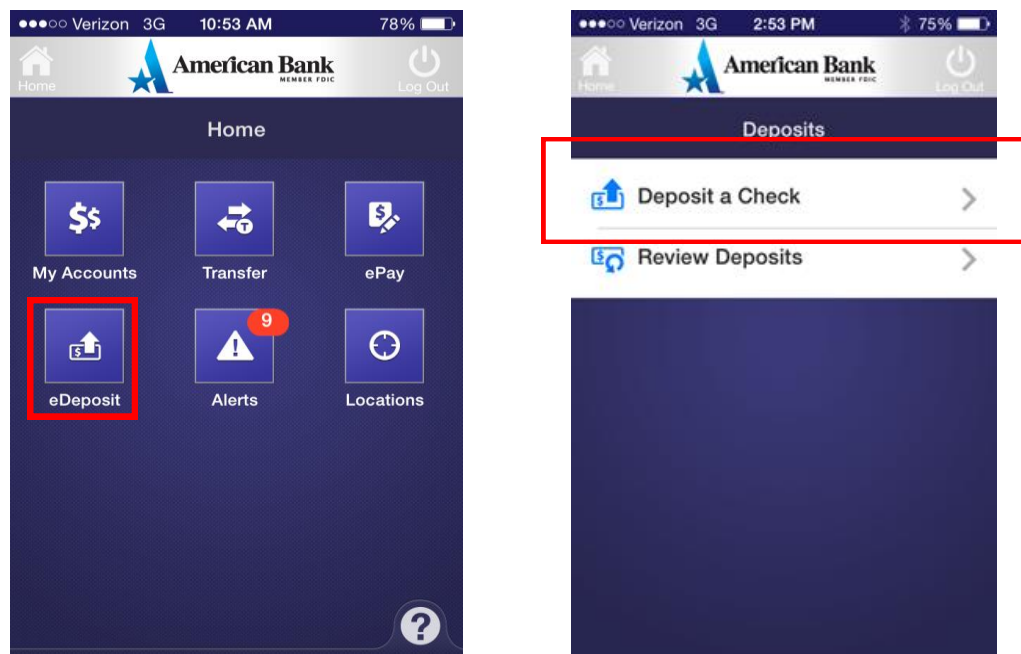 Verizon 3G 10:53 AM 78%
Home American Bank Log Out
MEMBER FDIC
Home
$$ T $
My Accounts Transfer ePay
9
$ !
eDeposit Alerts Locations
?
Verizon 3G 2:53 PM 75%
Home American Bank Log Out
MEMBER FDIC
Deposits
$ Deposit a Check
$ Review Deposits